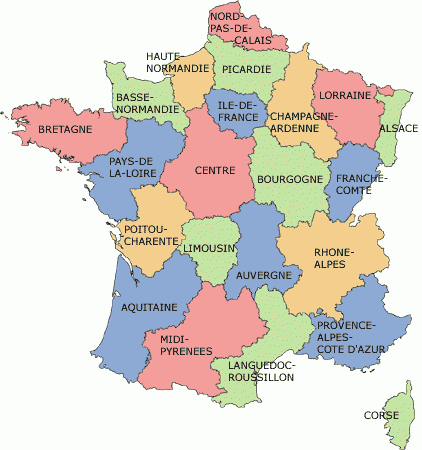 NORD-
PAS-DE-
CALAIS
HAUTE-
NORMANDIE
PICARDIE
BASSE-
NORMANDIE
ILE-DE-
FRANCE
CHAMPAGNE-
ARDENNE
LORRAINE
ALSACE
BRETAGNE
PAYS-DE
LA-LOIRE
CENTRE
BOURGOGNE
FRANCHE-
COMTE
POITOU-
CHARENTE
LIMOUSIN
AUVERGNE
RHONE-
ALPES
AQUITAINE
MIDI-
PYRENEES
LANGUEDOC-
ROUSSILLON
PROVENCE-
ALPES-
COTE D'AZUR
CORSE